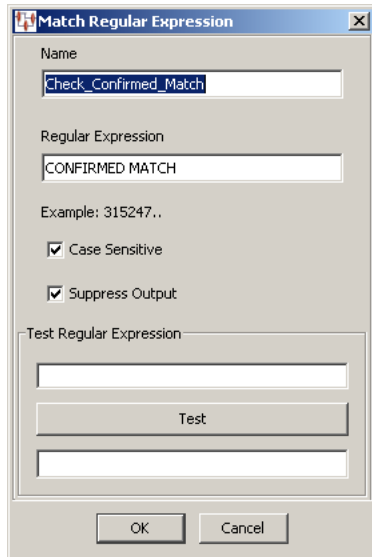 Match Regular Expression
Name
Check_Confirmed_Match
Regular Expression
CONFIRMED MATCH
Example: 315247..
Case Sensitive
Suppress Output
Test Regular Expression
Test
OK Cancel